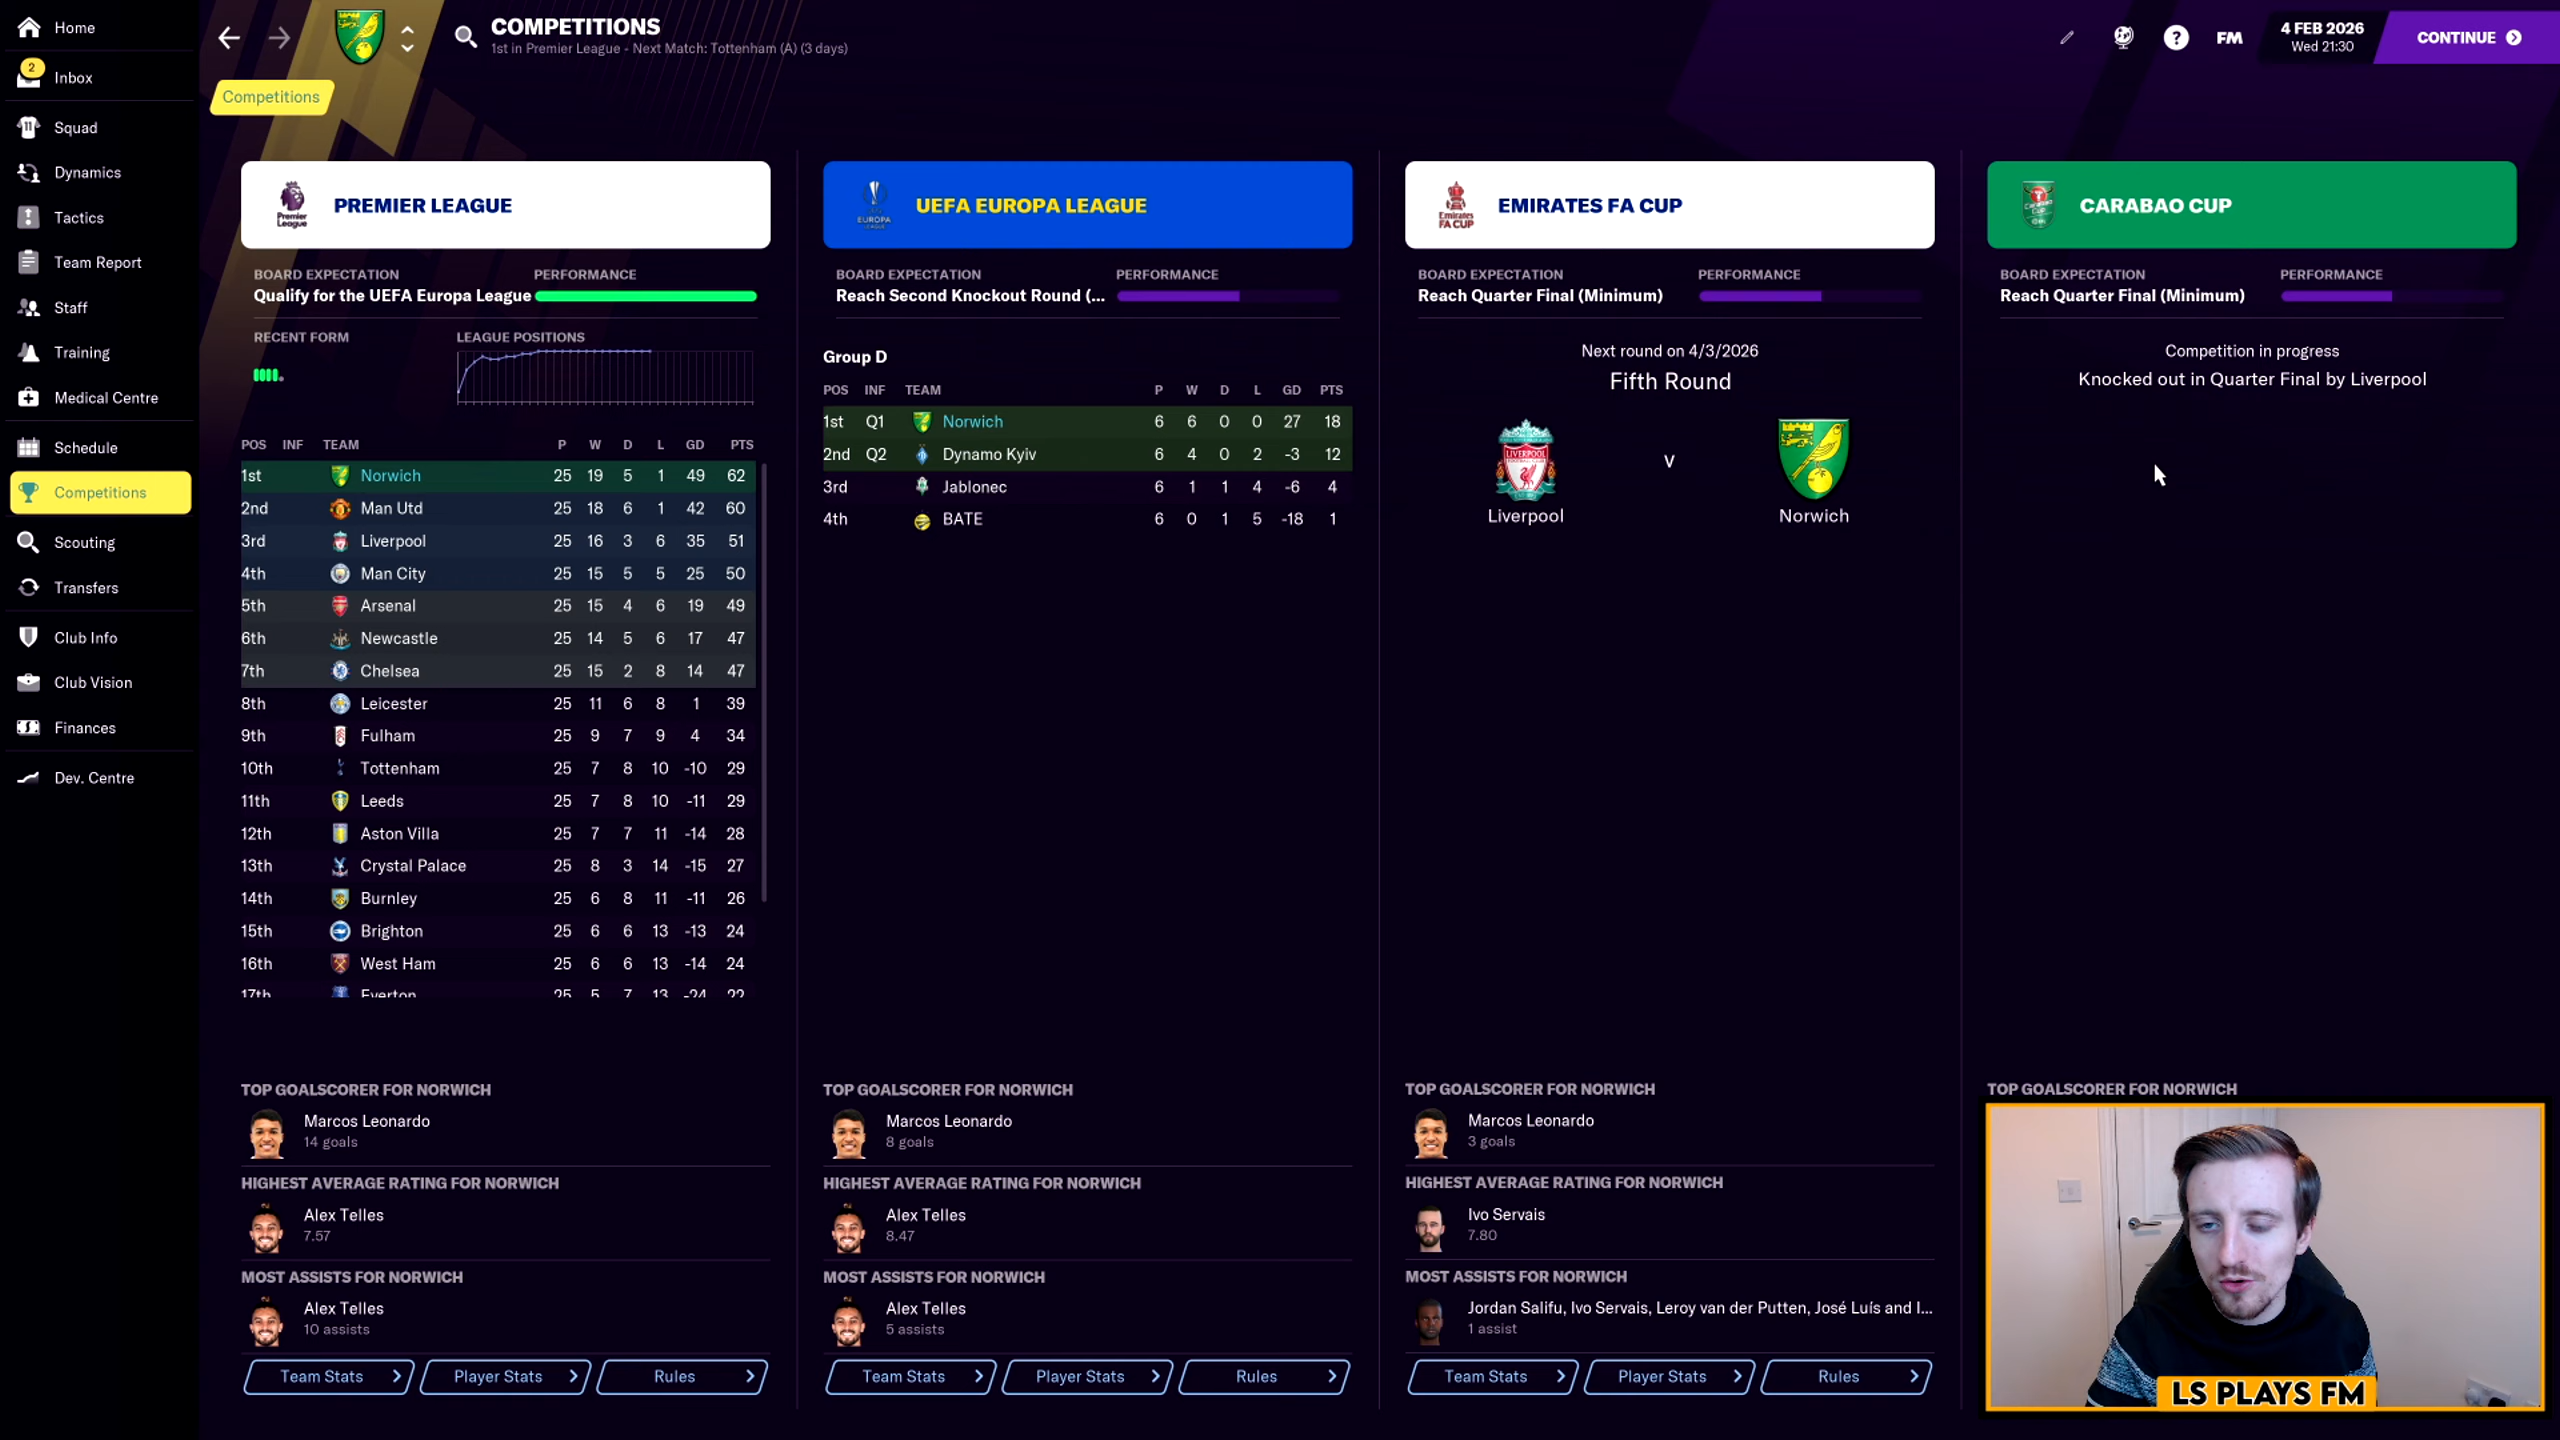 Home
Inbox
2
Squad
Dynamics
Tactics
Team Report
Staff
Training
Medical Centre
Schedule
Competitions
Scouting
Transfers
Club Info
Club Vision
Finances
Dev. Centre
COMPETITIONS
1st in Premier League - Next Match: Tottenham (A) (3 days)
FM
4 FEB 2026
Wed 21:30
CONTINUE
Competitions
Premier League
PREMIER LEAGUE
BOARD EXPECTATION PERFORMANCE
Qualify for the UEFA Europa League
RECENT FORM LEAGUE POSITIONS
POS INF TEAM P W D L GD PTS
1st Norwich 25 19 5 1 49 62
2nd Man Utd 25 18 6 1 42 60
3rd Liverpool 25 16 3 6 35 51
4th Man City 25 15 5 5 25 50
5th Arsenal 25 15 4 6 19 49
6th Newcastle 25 14 5 6 17 47
7th Chelsea 25 15 2 8 14 47
8th Leicester 25 11 6 8 1 39
9th Fulham 25 9 7 9 4 34
10th Tottenham 25 7 8 10 -10 29
11th Leeds 25 7 8 10 -11 29
12th Aston Villa 25 7 7 11 -14 28
13th Crystal Palace 25 8 3 14 -15 27
14th Burnley 25 6 8 11 -11 26
15th Brighton 25 6 6 13 -13 24
16th West Ham 25 6 6 13 -14 24
17th Everton 25 5 7 13 -24 22
TOP GOALSCORER FOR NORWICH
Marcos Leonardo
14 goals
HIGHEST AVERAGE RATING FOR NORWICH
Alex Telles
7.57
MOST ASSISTS FOR NORWICH
Alex Telles
10 assists
Team Stats Player Stats Rules
EUROPA
UEFA EUROPA LEAGUE
BOARD EXPECTATION PERFORMANCE
Reach Second Knockout Round (...
Group D
POS INF TEAM P W D L GD PTS
1st Q1 Norwich 6 6 0 0 27 18
2nd Q2 Dynamo Kyiv 6 4 0 2 -3 12
3rd Jablonec 6 1 1 4 -6 4
4th BATE 6 0 1 5 -18 1
TOP GOALSCORER FOR NORWICH
Marcos Leonardo
8 goals
HIGHEST AVERAGE RATING FOR NORWICH
Alex Telles
8.47
MOST ASSISTS FOR NORWICH
Alex Telles
5 assists
Team Stats Player Stats Rules
Emirates
FA CUP
EMIRATES FA CUP
BOARD EXPECTATION PERFORMANCE
Reach Quarter Final (Minimum)
Next round on 4/3/2026
Fifth Round
v
Liverpool Norwich
TOP GOALSCORER FOR NORWICH
Marcos Leonardo
3 goals
HIGHEST AVERAGE RATING FOR NORWICH
Ivo Servais
7.80
MOST ASSISTS FOR NORWICH
Jordan Salifu, Ivo Servais, Leroy van der Putten, José Luís and I...
1 assist
Team Stats Player Stats Rules
CARABAO CUP
BOARD EXPECTATION PERFORMANCE
Reach Quarter Final (Minimum)
Competition in progress
Knocked out in Quarter Final by Liverpool
TOP GOALSCORER FOR NORWICH
LS PLAYS FM